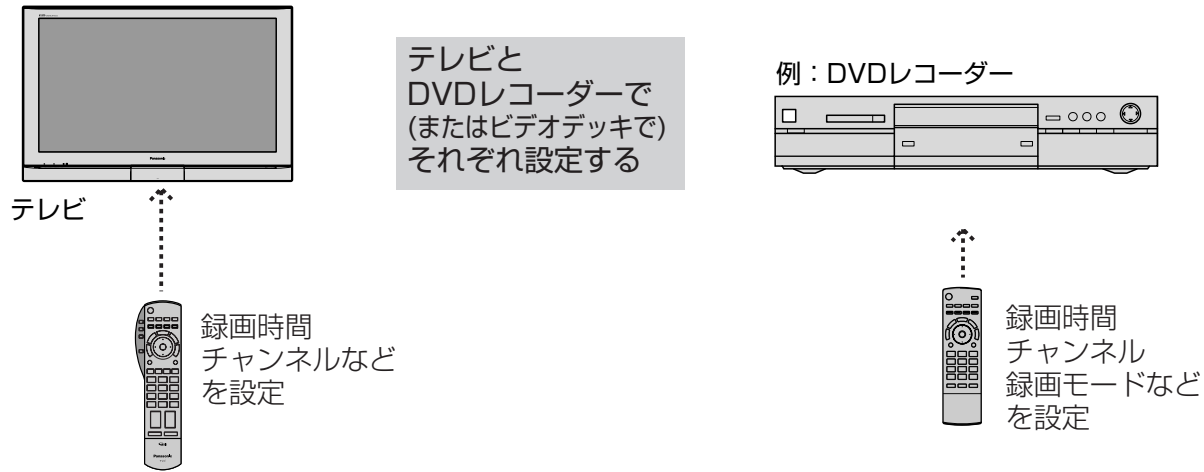 Panasonic
テレビ
テレビと
DVDレコーダーで
(またはビデオデッキで)
それぞれ設定する
例：DVDレコーダー
録画時間
チャンネルなど
を設定
Panasonic
録画時間
チャンネル
録画モードなど
を設定